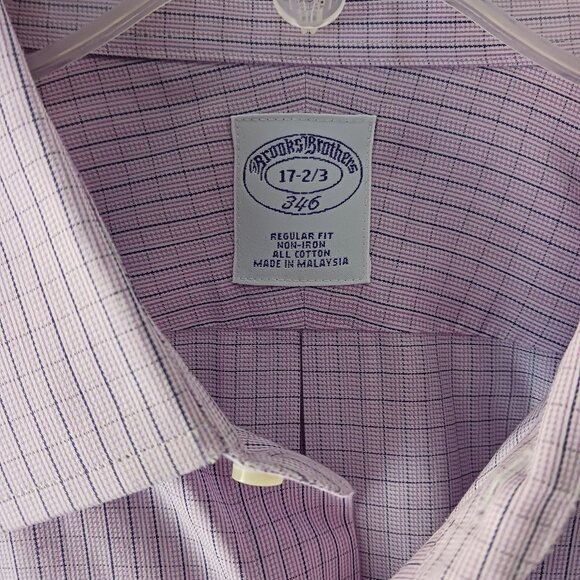 Brooks Brothers
17-2/3
346
REGULAR FIT
NON-IRON
ALL COTTON
MADE IN MALAYSIA